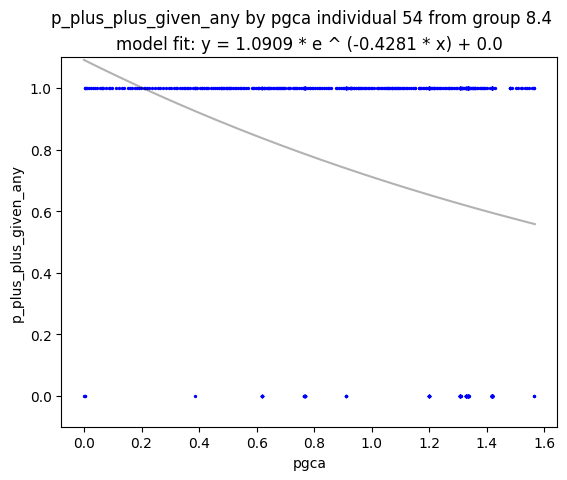 p_plus_plus_given_any by pgca individual 54 from group 8.4
model fit: y = 1.0909 * e ^ (-0.4281 * x) + 0.0
p_plus_plus_given_any
1.0
0.8
0.6
0.4
0.2
0.0
0.0 0.2 0.4 0.6 0.8 1.0 1.2 1.4 1.6
pgca